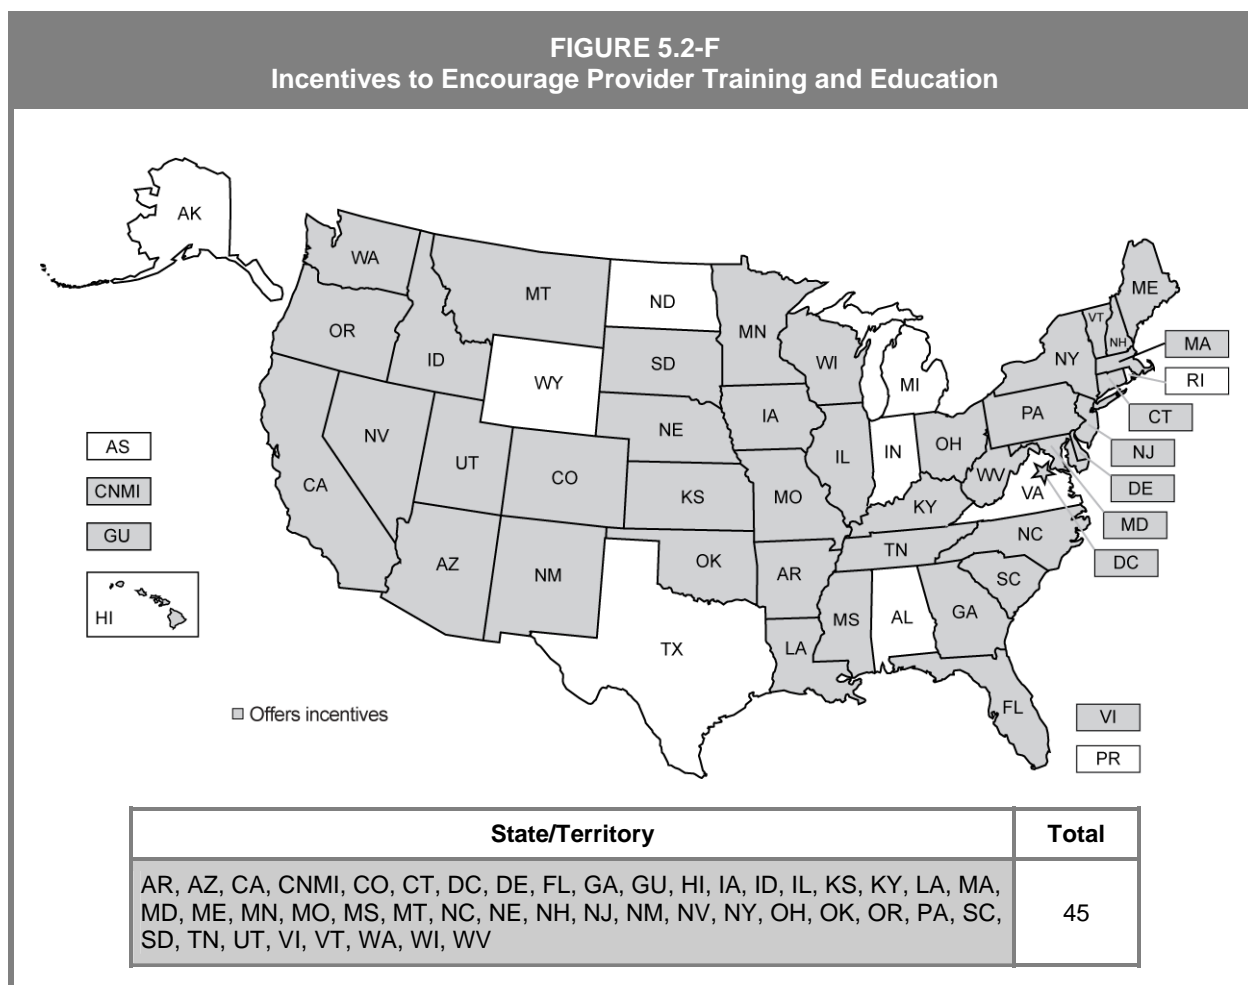 FIGURE 5.2-F
Incentives to Encourage Provider Training and Education
AK
WA
MT
ND
MN
ME
VT
NH
OR
ID
WY
SD
WI
MI
NY
MA
RI
CT
NJ
DE
MD
DC
NV
UT
CO
NE
IA
IL
IN
OH
PA
WV
VA
KY
CA
KS
MO
TN
NC
SC
AZ
NM
OK
AR
MS
AL
GA
TX
LA
FL
AS
CNMI
GU
HI
VI
PR
Offers incentives
State/Territory
Total
AR, AZ, CA, CNMI, CO, CT, DC, DE, FL, GA, GU, HI, IA, ID, IL, KS, KY, LA, MA,
MD, ME, MN, MO, MS, MT, NC, NE, NH, NJ, NM, NV, NY, OH, OK, OR, PA, SC,
SD, TN, UT, VI, VT, WA, WI, WV
45